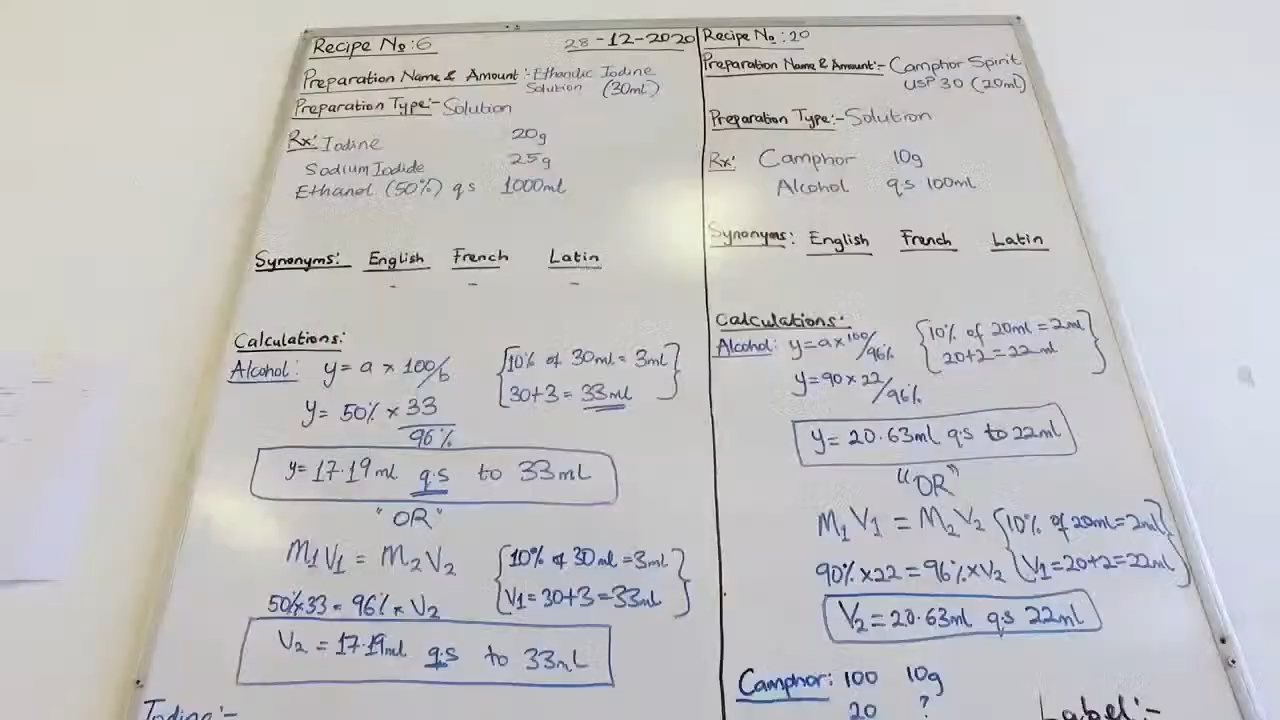 Recipe No:6
28-12-2020
Preparation Name & Amount:- Ethanolic Iodine
Solution (30ml)
Preparation Type:- Solution
Rx: Iodine 20g
Sodium Iodide 25g
Ethanol (50%) qs 1000ml
Synonyms: English French Latin
- - -
Calculations:
Alcohol: y = a x 100/b
{10% of 30ml = 3ml
30+3 = 33ml}
y = 50% x 33
96%
y= 17.19ml q.s to 33ml
"OR"
M1V1 = M2V2
{10% of 30ml = 3ml
V1 = 30+3 = 33ml}
50%x33 = 96% x V2
V2 = 17.19ml q.s to 33ml
Iodine:-
Recipe No:20
Preparation Name & Amount:- Camphor Spirit
USP 30 (20ml)
Preparation Type:- Solution
Rx: Camphor 10g
Alcohol q.s 100ml
Synonyms: English French Latin
Calculations:
Alcohol: y=a x 100/96%
{10% of 20ml = 2ml
20+2 = 22ml}
y=90 x 22/96%
y= 20.63ml q.s to 22ml
"OR"
M1V1 = M2V2
{10% of 20ml=2ml
V1=20+2=22ml}
90% x 22 = 96% x V2
V2 = 20.63ml q.s 22ml
Camphor: 100 10g
20 ?
Label:-